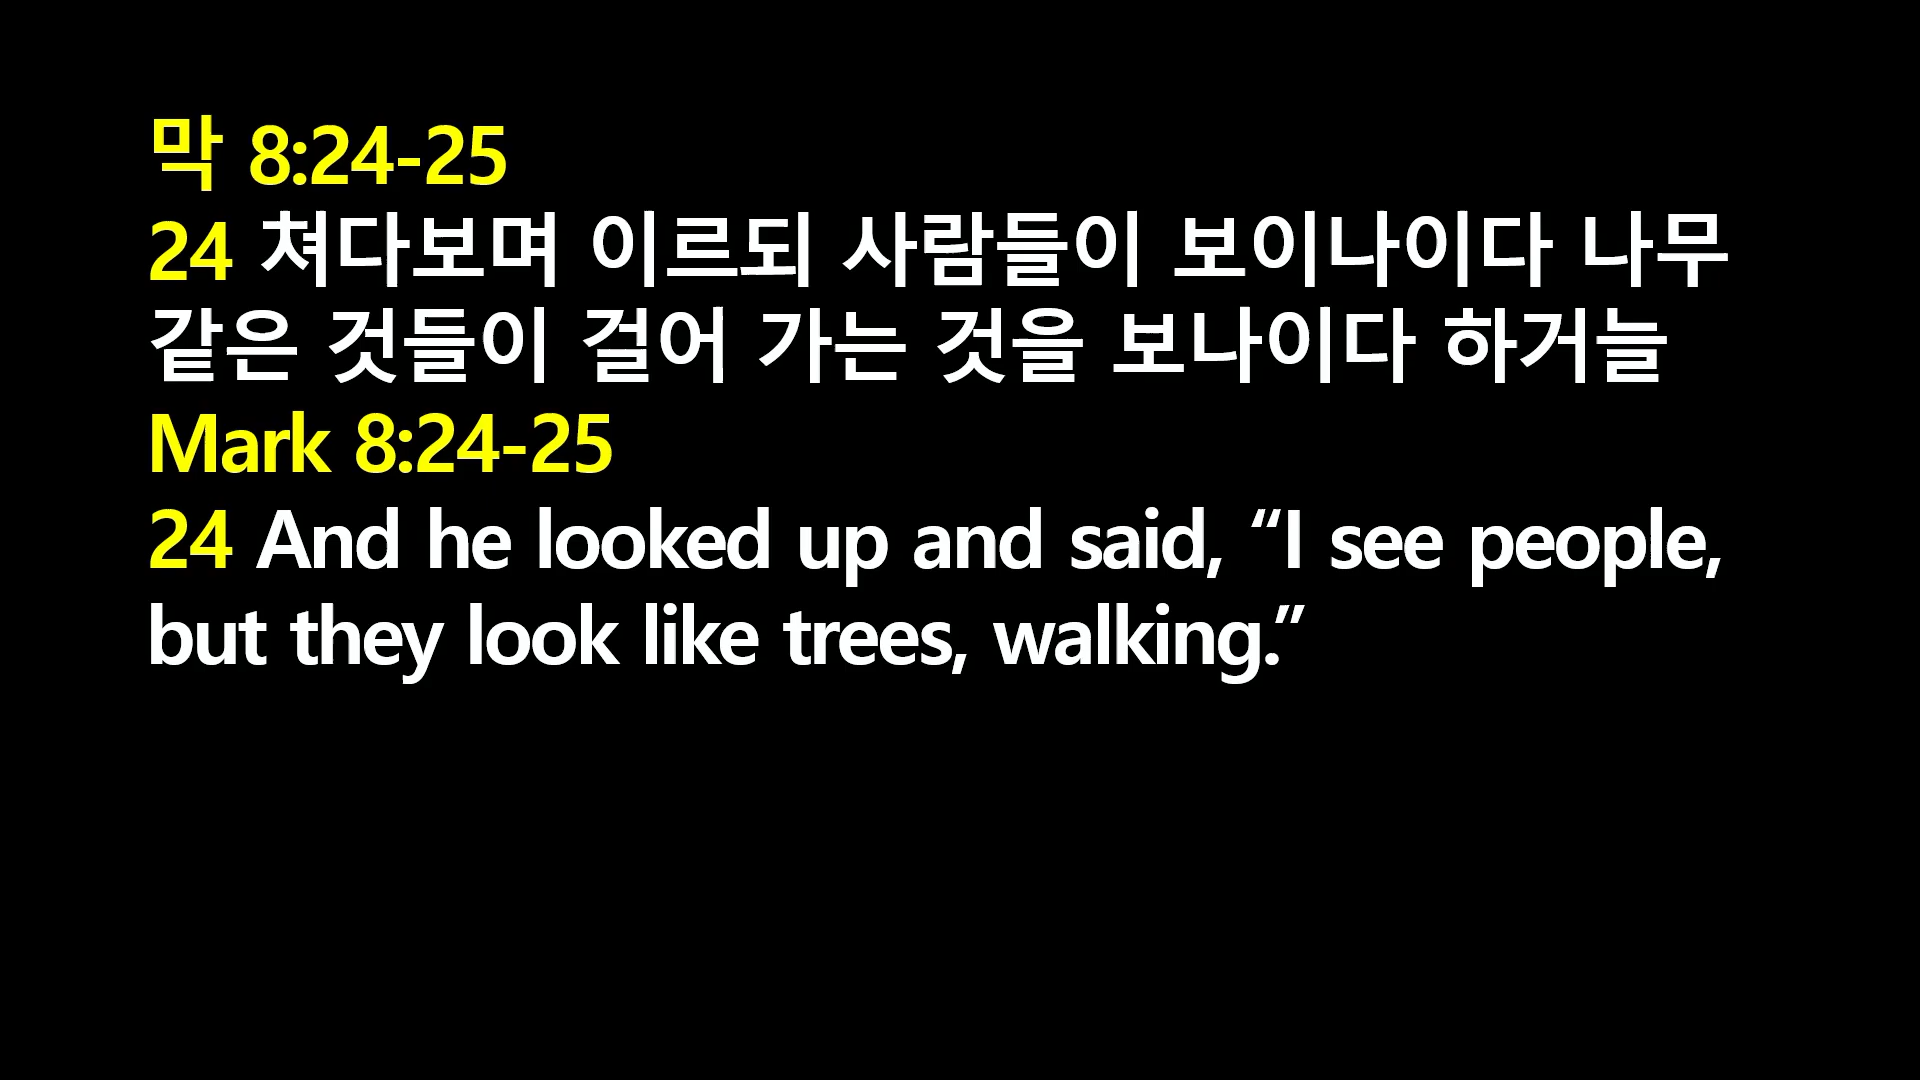 막 8:24-25
24 쳐다보며 이르되 사람들이 보이나이다 나무
같은 것들이 걸어 가는 것을 보나이다 하거늘
Mark 8:24-25
24 And he looked up and said, “I see people,
but they look like trees, walking.”